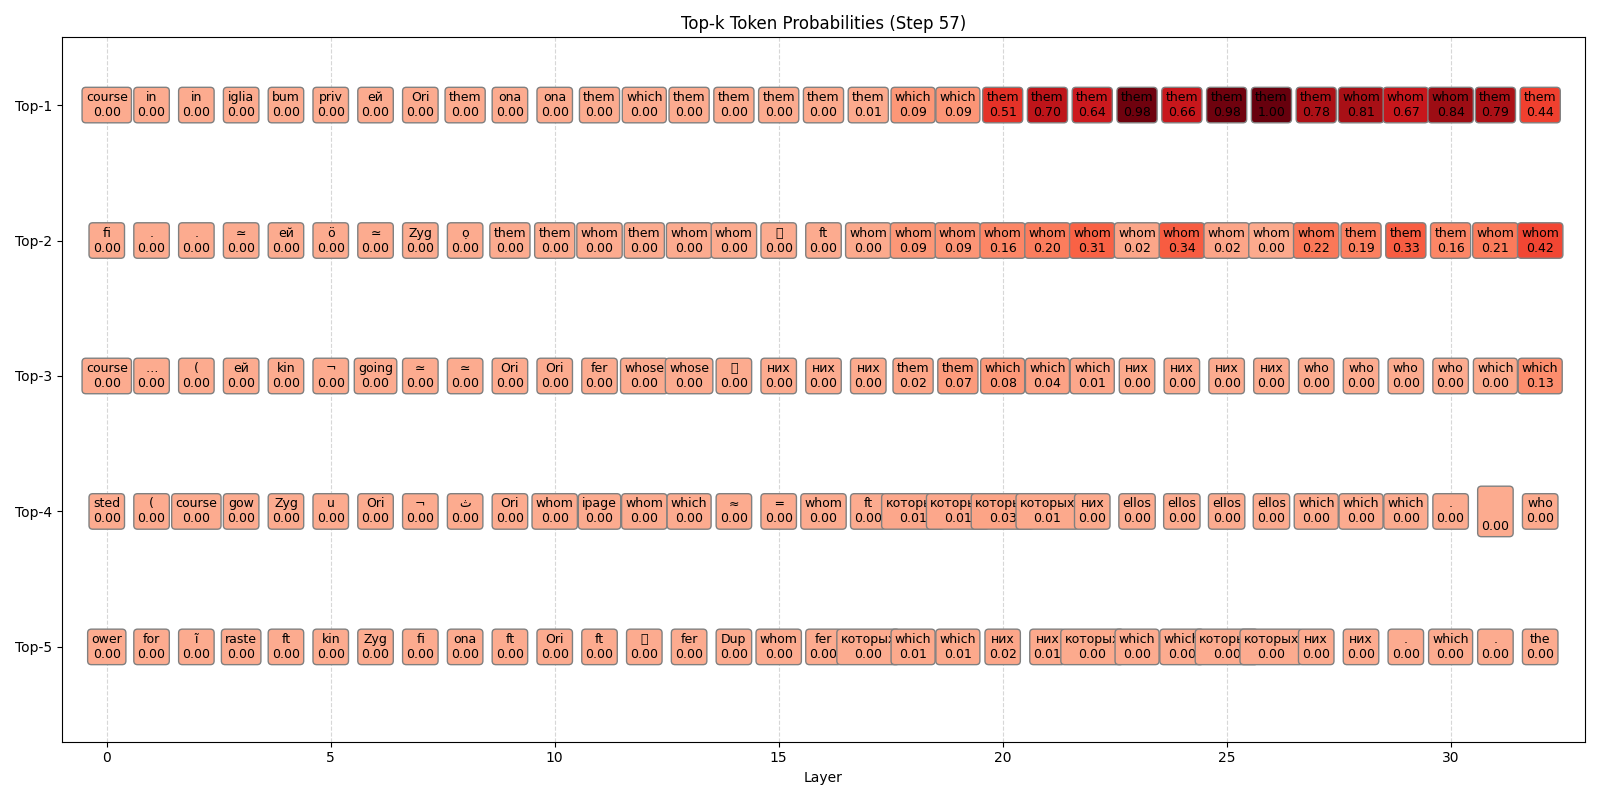 Top-k Token Probabilities (Step 57)
Top-1
course in in iglia bum priv ей Ori them ona ona them which them them them them them which which them them them them them them them them whom whom whom them them
0.00 0.00 0.00 0.00 0.00 0.00 0.00 0.00 0.00 0.00 0.00 0.00 0.00 0.00 0.00 0.00 0.00 0.01 0.09 0.09 0.51 0.70 0.64 0.98 0.66 0.98 1.00 0.78 0.81 0.67 0.84 0.79 0.44
Top-2
fi . . ≃ ей ö ≃ Zyg ọ them them whom them whom whom ft whom whom whom whom whom whom whom whom whom whom whom them them them whom whom
0.00 0.00 0.00 0.00 0.00 0.00 0.00 0.00 0.00 0.00 0.00 0.00 0.00 0.00 0.00 0.00 0.00 0.00 0.09 0.09 0.16 0.20 0.31 0.02 0.34 0.02 0.00 0.22 0.19 0.33 0.16 0.21 0.42
Top-3
course ... ( ей kin ¬ going ≃ ≃ Ori Ori fer whose whose них них них them them which which which них них них них who who who who which which
0.00 0.00 0.00 0.00 0.00 0.00 0.00 0.00 0.00 0.00 0.00 0.00 0.00 0.00 0.00 0.00 0.00 0.00 0.02 0.07 0.08 0.04 0.01 0.00 0.00 0.00 0.00 0.00 0.00 0.00 0.00 0.00 0.13
Top-4
sted ( course gow Zyg u Ori ¬ ث Ori whom ipage whom which ≈ = whom ft которых них ellos ellos ellos ellos which which which . who
0.00 0.00 0.00 0.00 0.00 0.00 0.00 0.00 0.00 0.00 0.00 0.00 0.00 0.00 0.00 0.00 0.00 0.00 0.01 0.01 0.03 0.01 0.00 0.00 0.00 0.00 0.00 0.00 0.00 0.00 0.00 0.00 0.00
Top-5
ower for ĩ raste ft kin Zyg fi ona ft Ori ft fer Dup whom fer которых which which них них которых which which которых них них . which . the
0.00 0.00 0.00 0.00 0.00 0.00 0.00 0.00 0.00 0.00 0.00 0.00 0.00 0.00 0.00 0.00 0.00 0.00 0.01 0.01 0.02 0.01 0.00 0.00 0.00 0.00 0.00 0.00 0.00 0.00 0.00 0.00 0.00
0 5 10 15 20 25 30
Layer